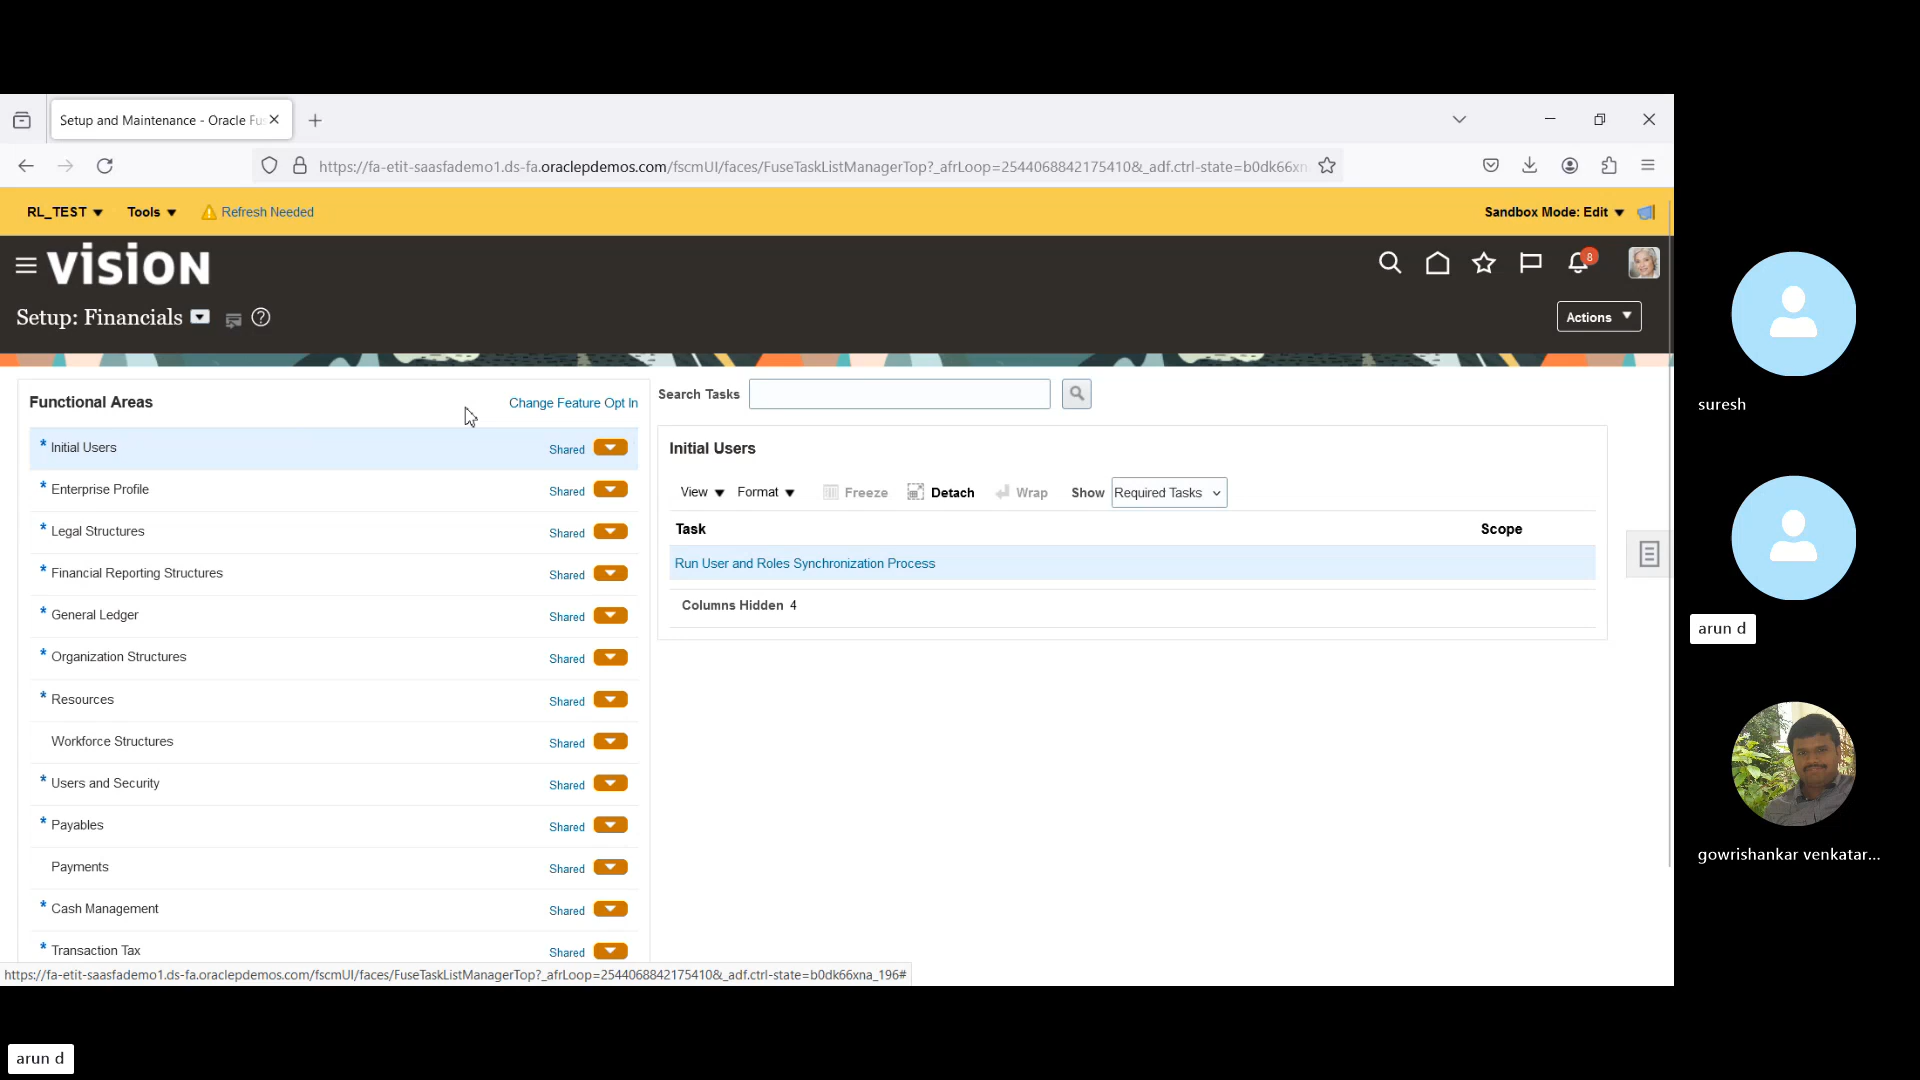 Setup and Maintenance - Oracle Fu
https://fa-etit-saasfademo1.ds-fa.oraclepdemos.com/fscmUI/faces/FuseTaskListManagerTop?_afrLoop=2544068842175410&_adf.ctrl-state=b0dk66xn
RL_TEST Tools Refresh Needed Sandbox Mode: Edit
VISION 8
Setup: Financials Actions
Functional Areas Change Feature Opt In
* Initial Users Shared
* Enterprise Profile Shared
* Legal Structures Shared
* Financial Reporting Structures Shared
* General Ledger Shared
* Organization Structures Shared
* Resources Shared
Workforce Structures Shared
* Users and Security Shared
* Payables Shared
Payments Shared
* Cash Management Shared
* Transaction Tax Shared
Search Tasks
Initial Users
View Format Freeze Detach Wrap Show Required Tasks
Task Scope
Run User and Roles Synchronization Process
Columns Hidden 4
https://fa-etit-saasfademo1.ds-fa.oraclepdemos.com/fscmUI/faces/FuseTaskListManagerTop?_afrLoop=2544068842175410&_adf.ctrl-state=b0dk66xna_196#
suresh
arun d
gowrishankar venkatar...
arun d